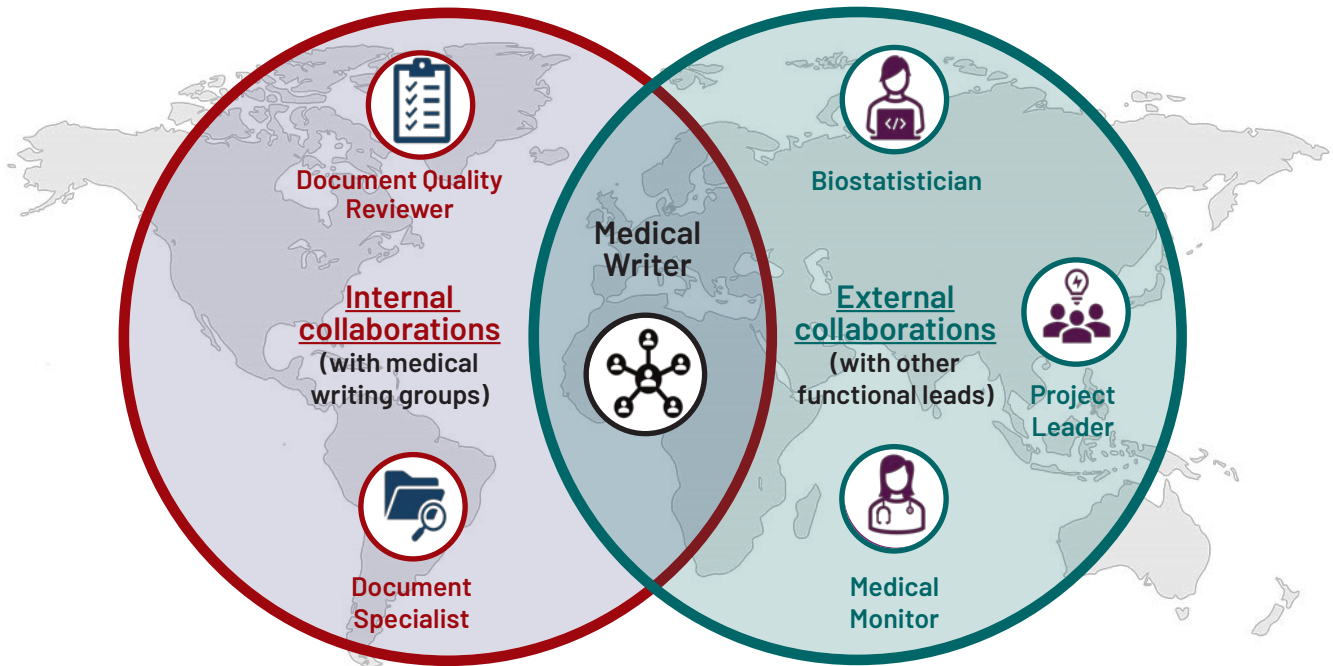 Document Quality
Reviewer
Internal
collaborations
(with medical
writing groups)
Document
Specialist
Medical
Writer
Biostatistician
External
collaborations
(with other
functional leads)
Project
Leader
Medical
Monitor